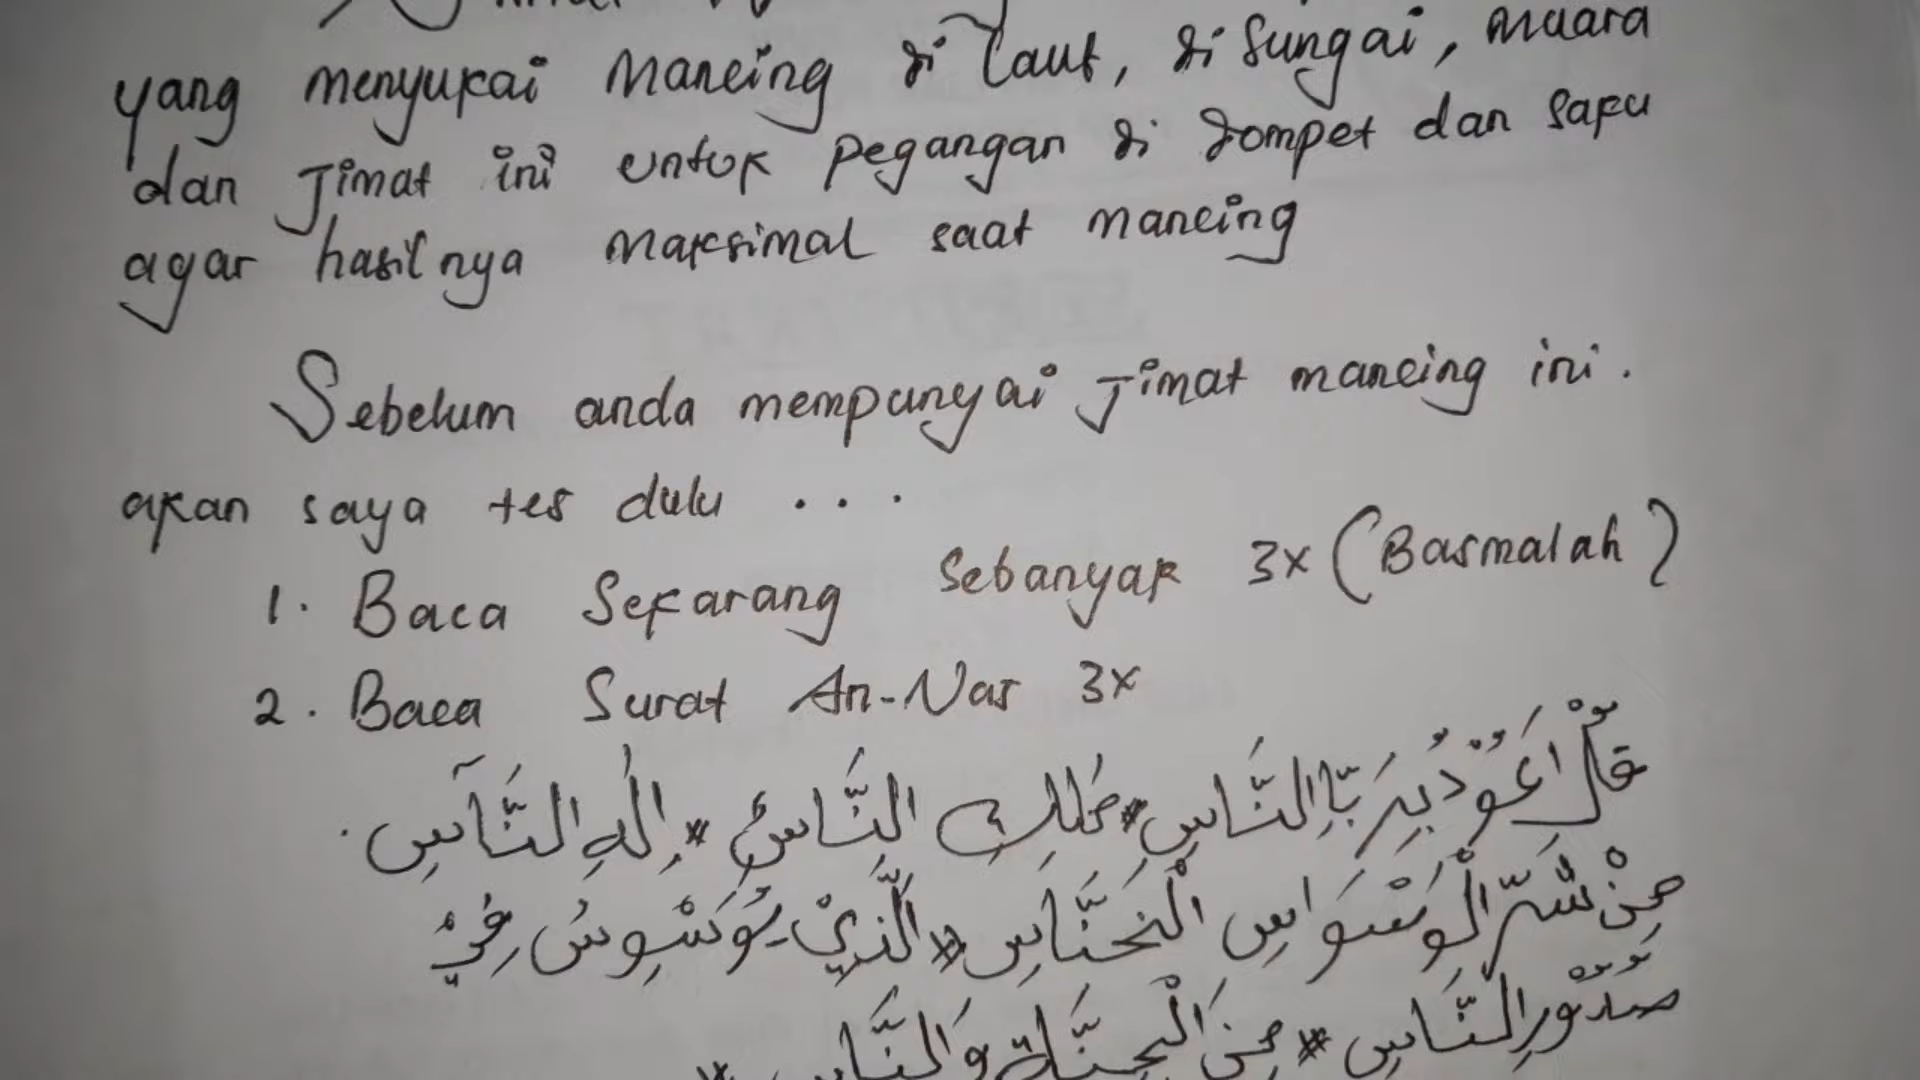 yang menyukai mancing di laut, di sungai, muara
dan Jimat ini untuk pegangan di dompet dan saku
agar hasilnya maksimal saat mancing
Sebelum anda mempunyai Jimat mancing ini.
akan saya tes dulu ...
1. Baca Sekarang Sebanyak 3x (Basmalah)
2. Baca Surat An-Nas 3x
قُلْ اَعُوْذُ بِرَبِّ النَّاسِ * مَلِكِ النَّاسِ * اِلٰهِ النَّاسِ
مِنْ شَرِّ الْوَسْوَاسِ الْخَنَّاسِ * الَّذِيْ يُوَسْوِسُ فِيْ
صُدُوْرِ النَّاسِ * مِنَ الْجِنَّةِ وَالنَّاسِ *